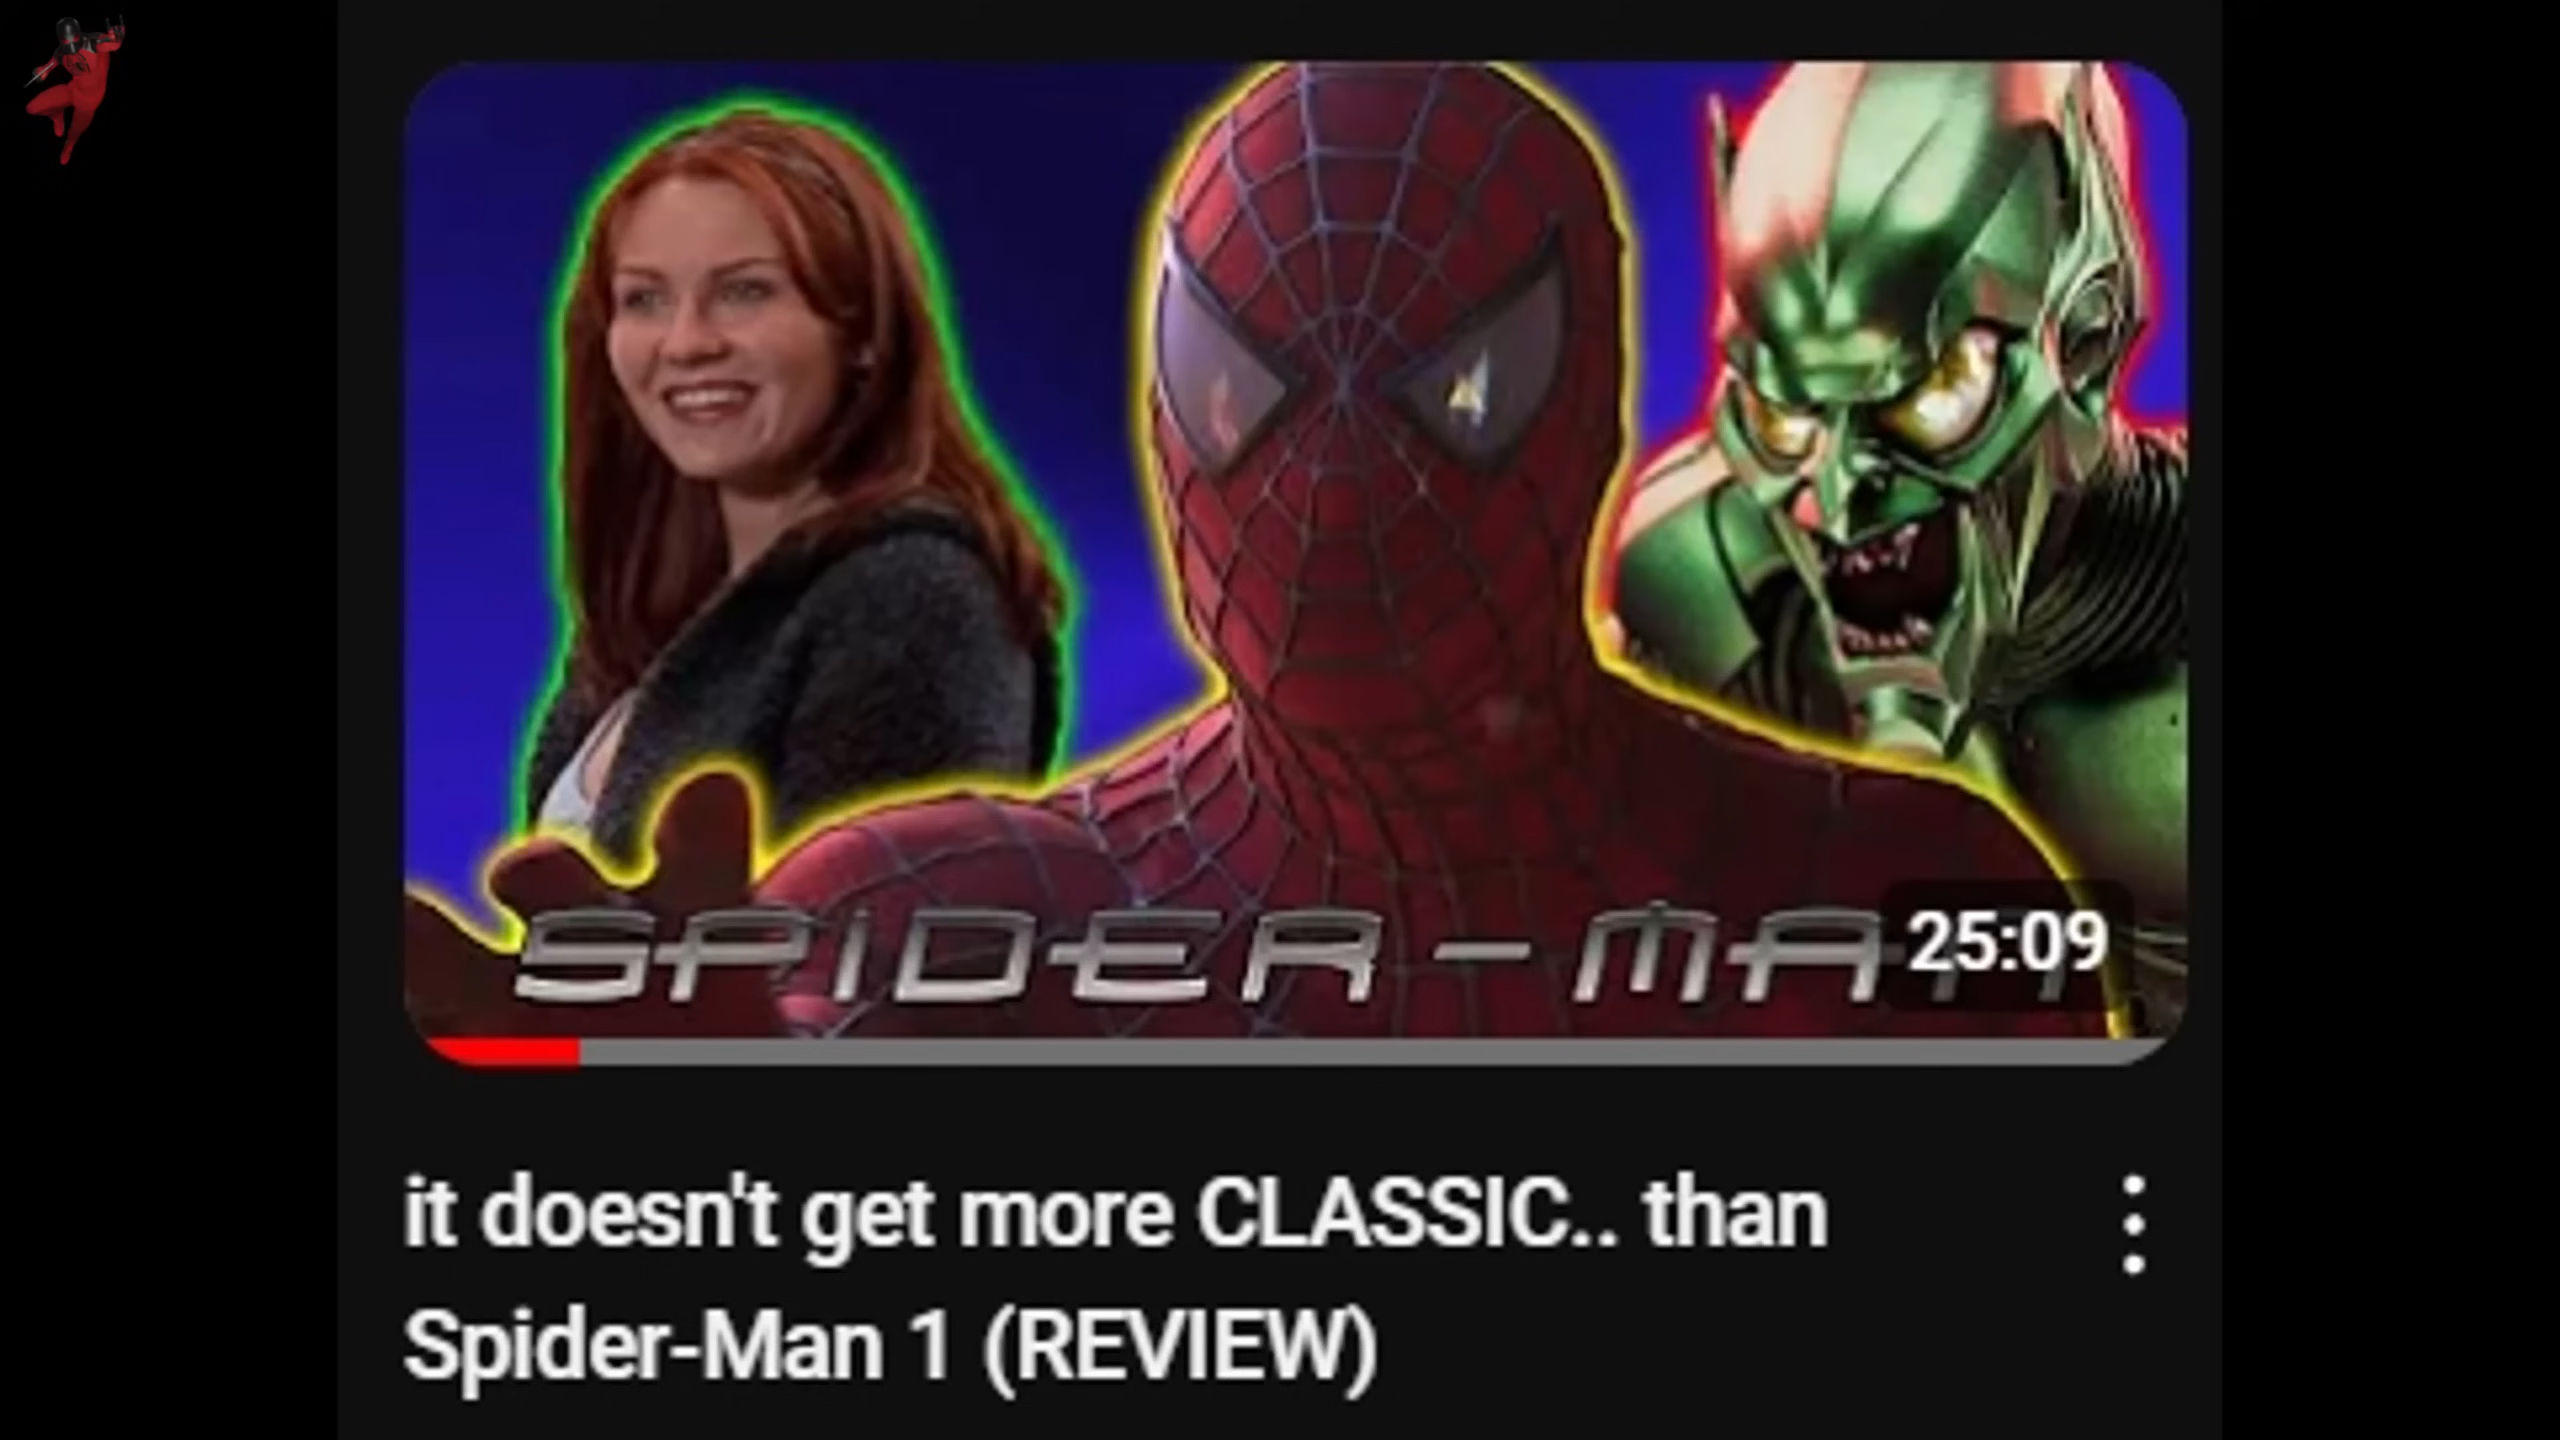 SPIDER-MAN
25:09
it doesn't get more CLASSIC.. than
Spider-Man 1 (REVIEW)